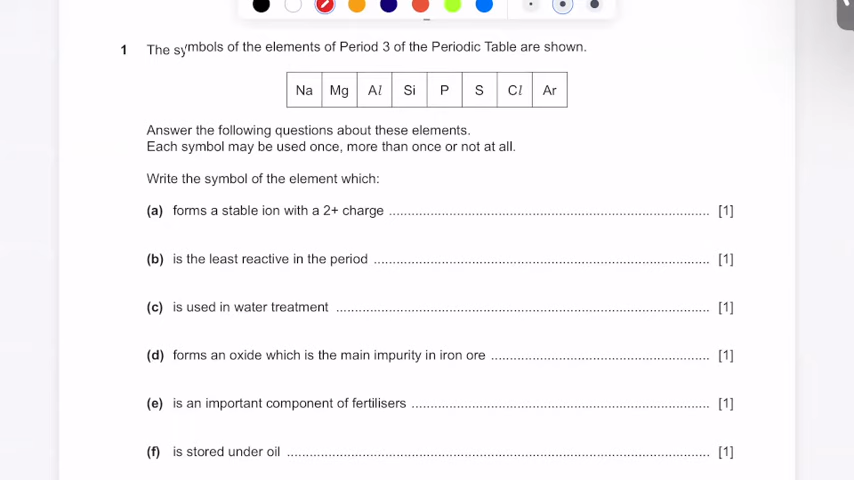 1 The symbols of the elements of Period 3 of the Periodic Table are shown.
Na Mg Al Si P S Cl Ar
Answer the following questions about these elements.
Each symbol may be used once, more than once or not at all.
Write the symbol of the element which:
(a) forms a stable ion with a 2+ charge ........................................ [1]
(b) is the least reactive in the period ........................................ [1]
(c) is used in water treatment ........................................ [1]
(d) forms an oxide which is the main impurity in iron ore ........................................ [1]
(e) is an important component of fertilisers ........................................ [1]
(f) is stored under oil ........................................ [1]